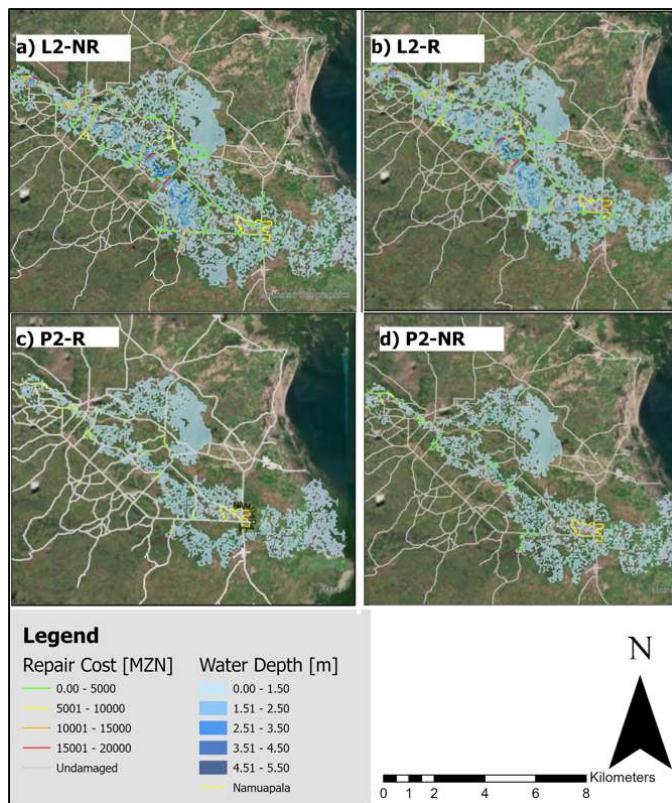 a) L2-NR
b) L2-R
c) P2-R
d) P2-NR
Legend
Repair Cost [MZN]
0.00 - 5000
5001 - 10000
10001 - 15000
15001 - 20000
Undamaged
Water Depth [m]
0.00 - 1.50
1.51 - 2.50
2.51 - 3.50
3.51 - 4.50
4.51 - 5.50
Namuapala
N
Kilometers
0 1 2 4 6 8